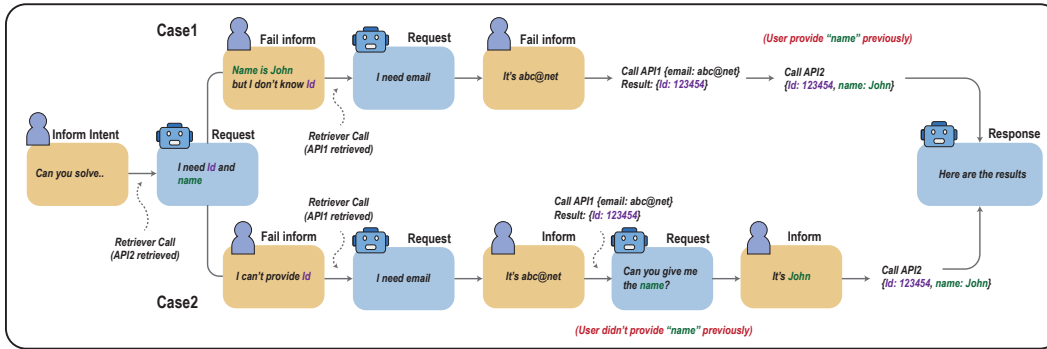 Case1
Fail inform
Request
Fail inform
(User provide “name” previously)
Name is John
but I don't know Id
I need email
It's abc@net
Call API1 {email: abc@net}
Result: {Id: 123454}
Call API2
{Id: 123454, name: John}
Retriever Call
(API1 retrieved)
Inform Intent
Request
Response
Can you solve..
I need Id and
name
Here are the results
Retriever Call
(API2 retrieved)
Retriever Call
(API1 retrieved)
Call API1 {email: abc@net}
Result: {Id: 123454}
Fail inform
Request
Inform
Request
Inform
I can't provide Id
I need email
It's abc@net
Can you give me
the name?
It's John
Call API2
{Id: 123454, name: John}
Case2
(User didn't provide “name” previously)